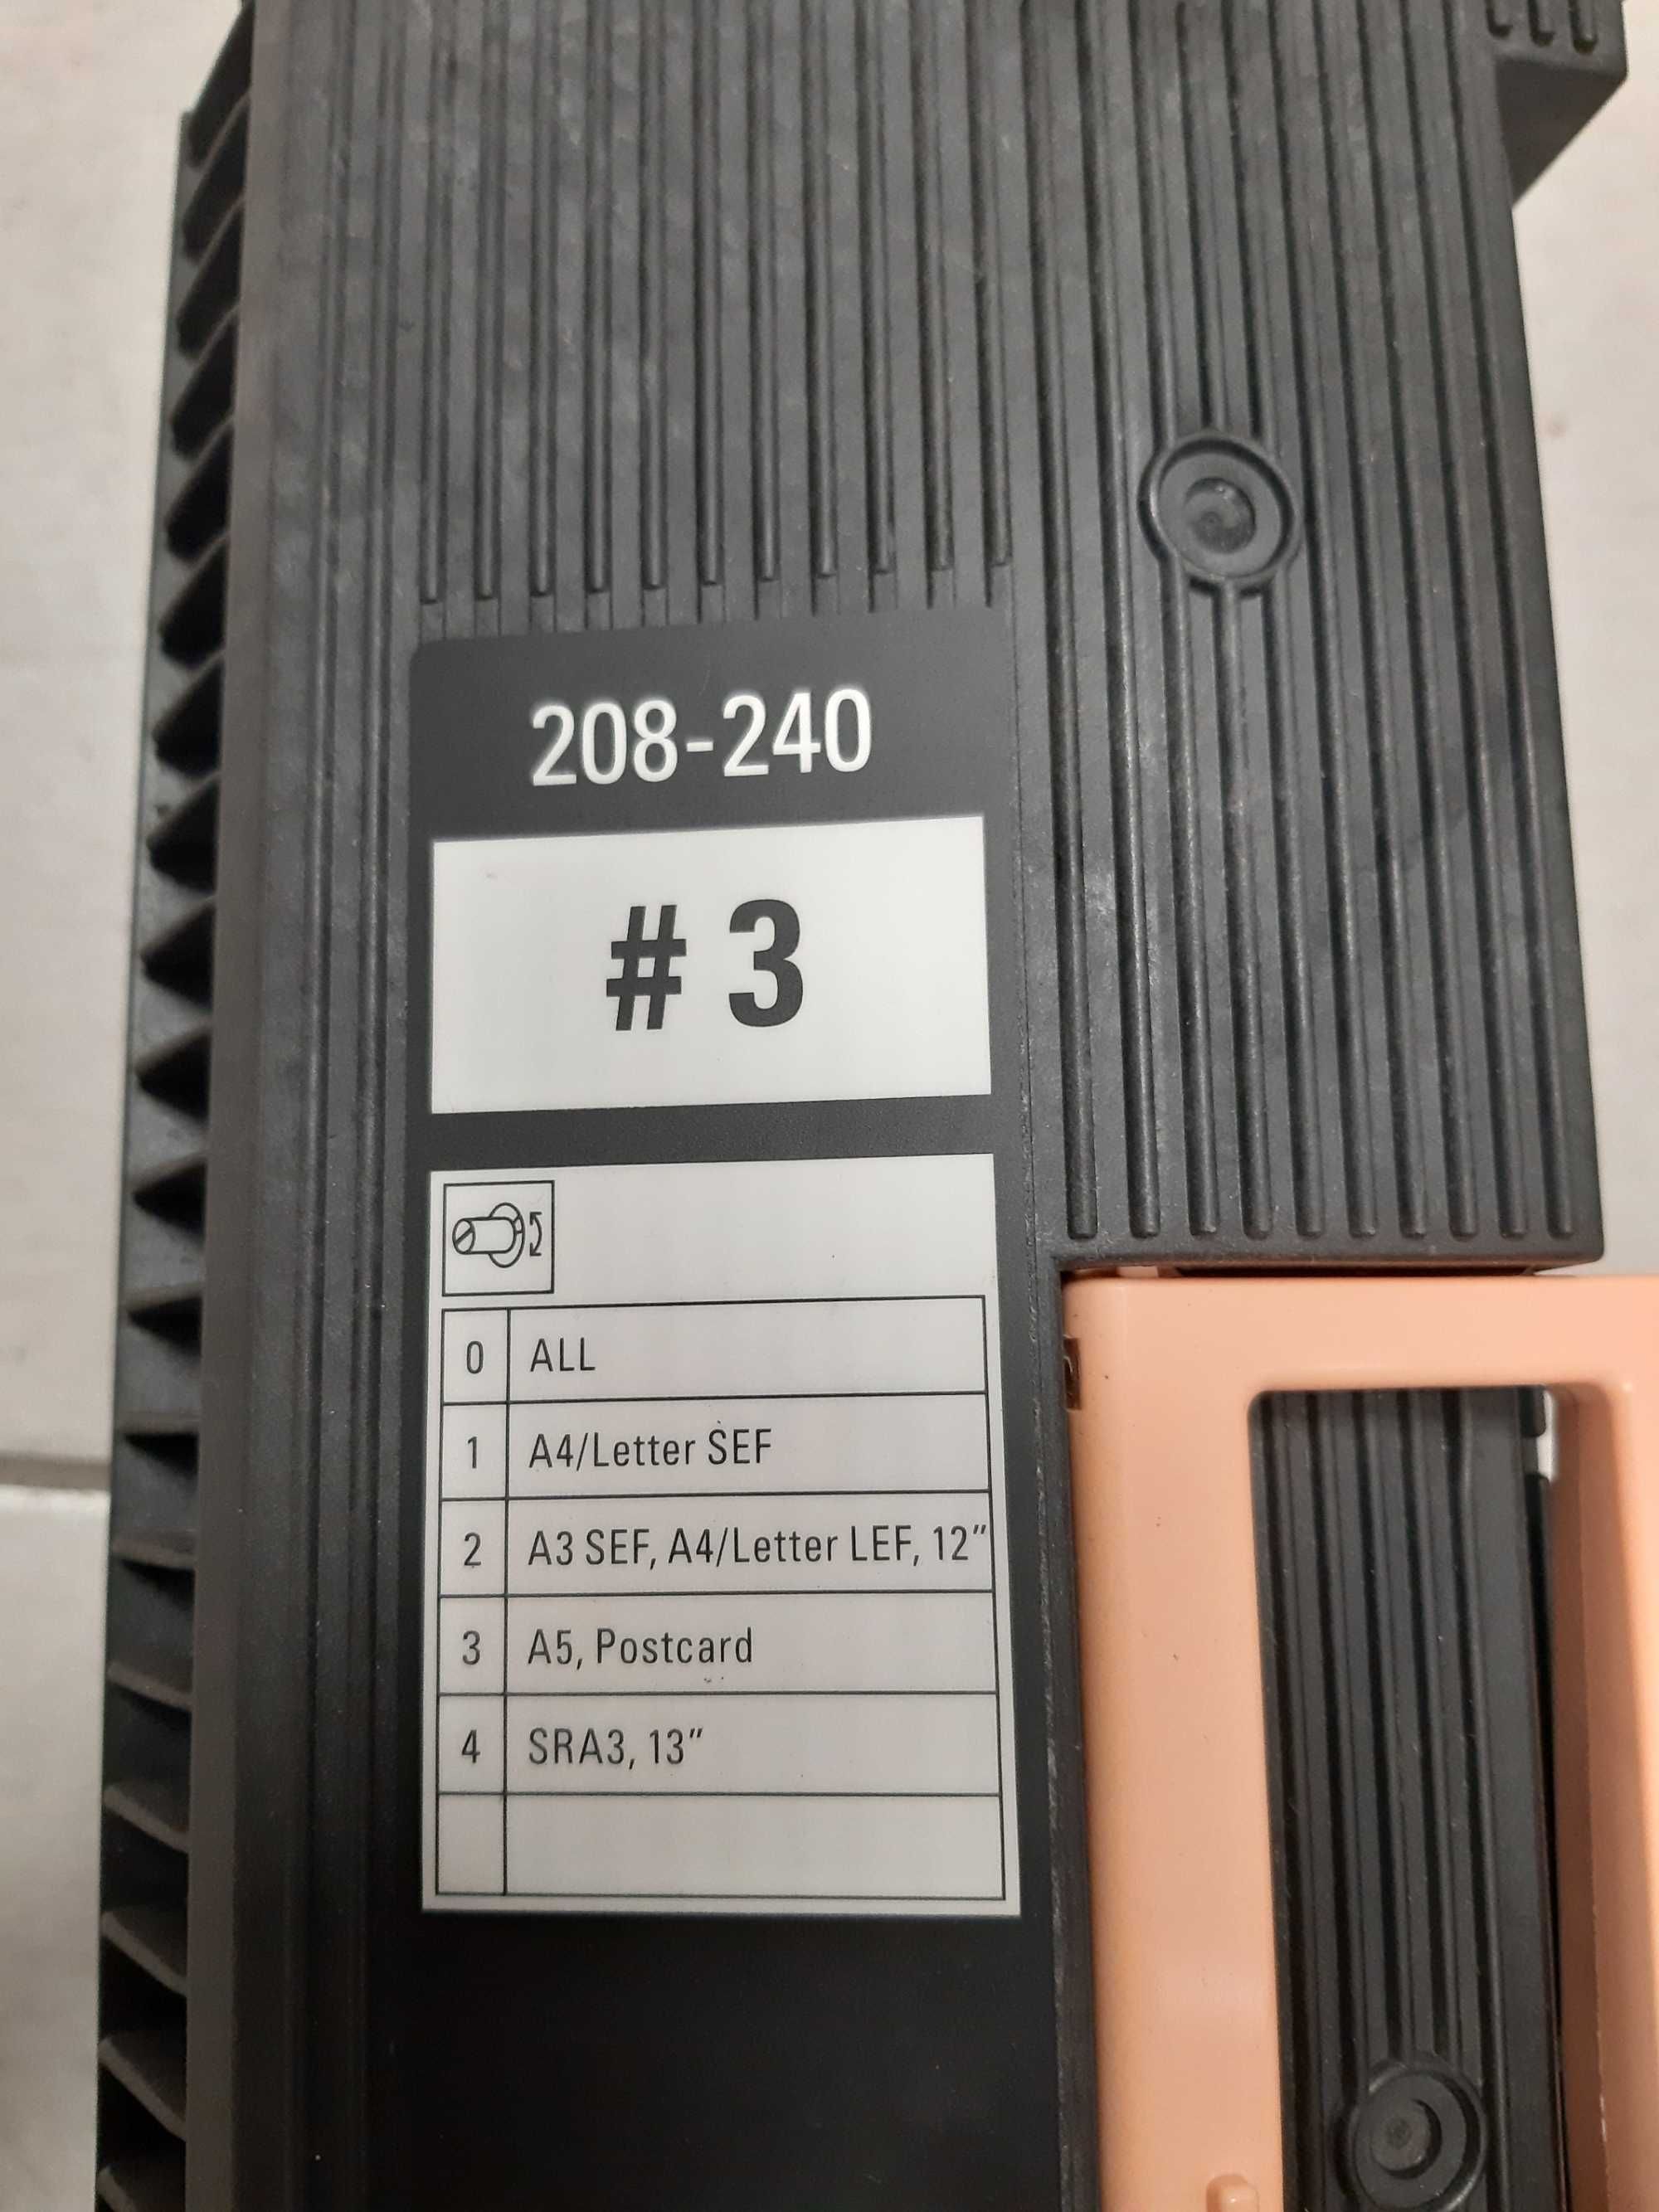 208-240
# 3
0 ALL
1 A4/Letter SEF
2 A3 SEF, A4/Letter LEF, 12"
3 A5, Postcard
4 SRA3, 13"